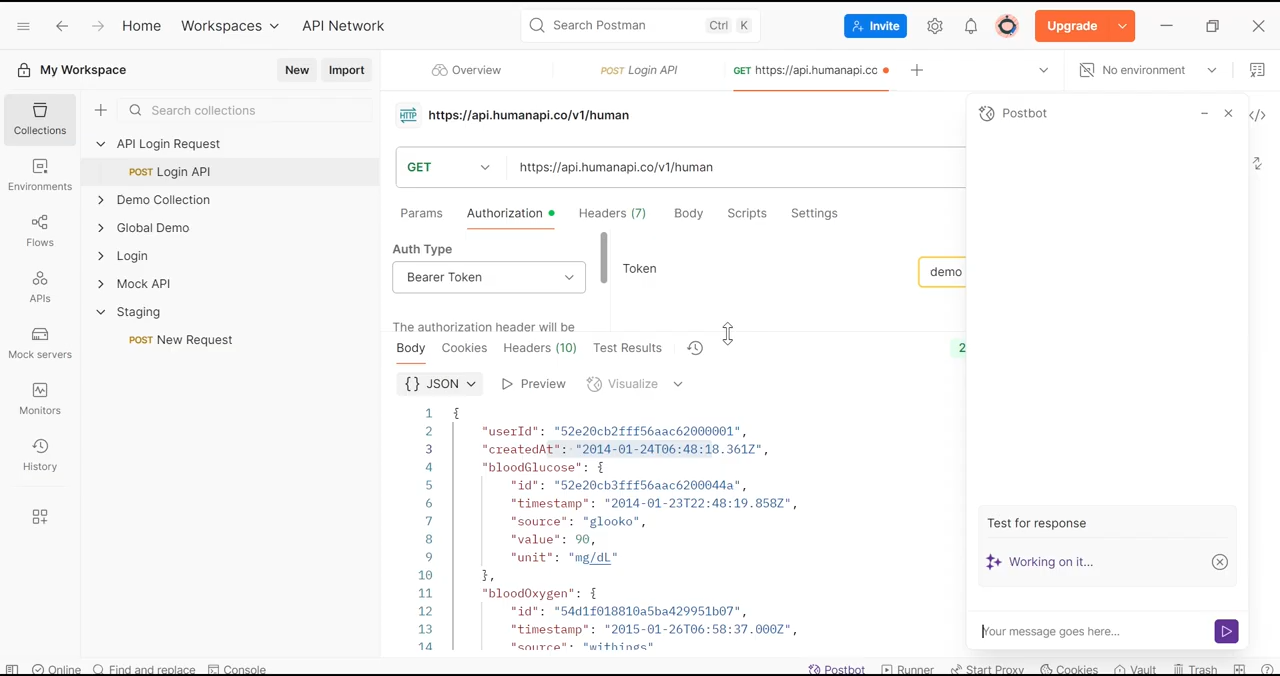 Home Workspaces API Network Search Postman Ctrl K Invite Upgrade
My Workspace New Import Overview POST Login API GET https://api.humanapi.co No environment
Collections
Environments
Flows
APIs
Mock servers
Monitors
History
Search collections
API Login Request
POST Login API
Demo Collection
Global Demo
Login
Mock API
Staging
POST New Request
HTTP https://api.humanapi.co/v1/human
GET https://api.humanapi.co/v1/human
Params Authorization Headers (7) Body Scripts Settings
Auth Type
Bearer Token
Token demo
The authorization header will be
Body Cookies Headers (10) Test Results 2
{} JSON Preview Visualize
1 {
2 "userId": "52e20cb2fff56aac62000001",
3 "createdAt": "2014-01-24T06:48:18.361Z",
4 "bloodGlucose": {
5 "id": "52e20cb3fff56aac6200044a",
6 "timestamp": "2014-01-23T22:48:19.858Z",
7 "source": "glooko",
8 "value": 90,
9 "unit": "mg/dL"
10 },
11 "bloodOxygen": {
12 "id": "54d1f018810a5ba429951b07",
13 "timestamp": "2015-01-26T06:58:37.000Z",
14 "source": "withings"
Postbot
Test for response
Working on it...
Your message goes here...
</> 
Online Find and replace Console Postbot Runner Start Proxy Cookies Vault Trash